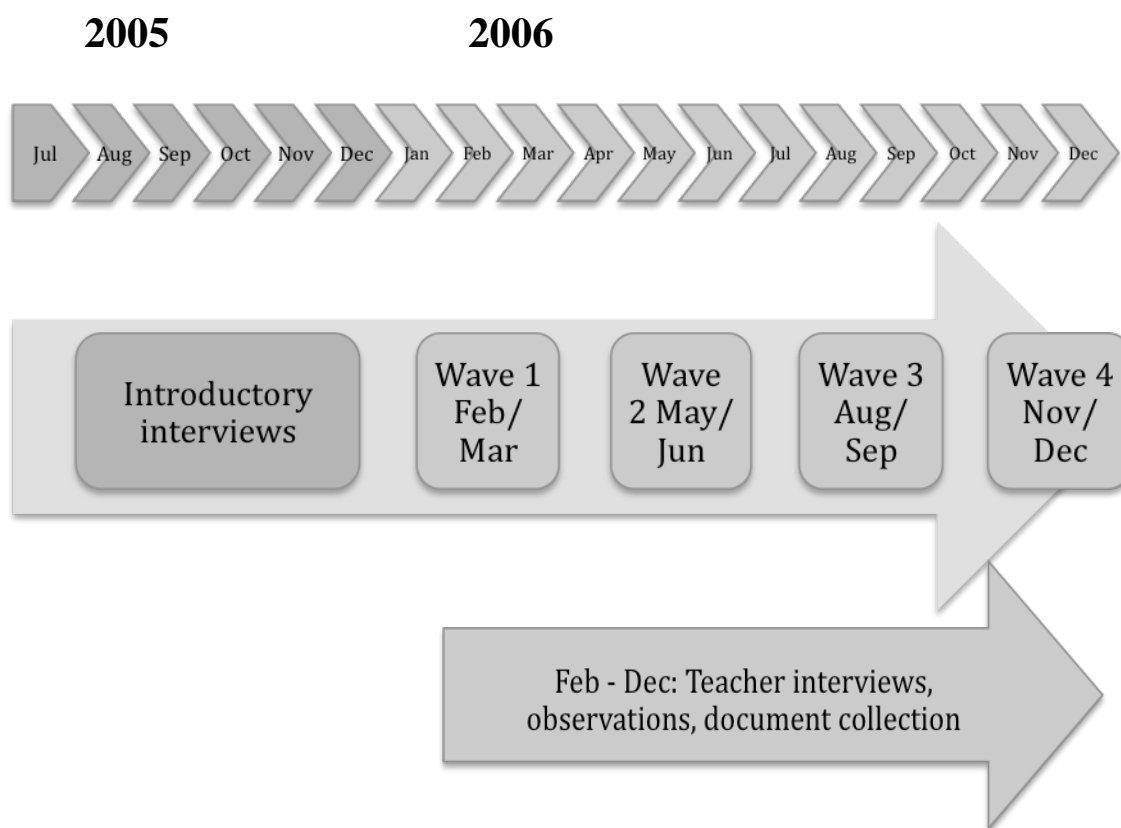 2005 2006
Jul Aug Sep Oct Nov Dec Jan Feb Mar Apr May Jun Jul Aug Sep Oct Nov Dec
Introductory
interviews
Wave 1
Feb/
Mar
Wave
2 May/
Jun
Wave 3
Aug/
Sep
Wave 4
Nov/
Dec
Feb - Dec: Teacher interviews,
observations, document collection